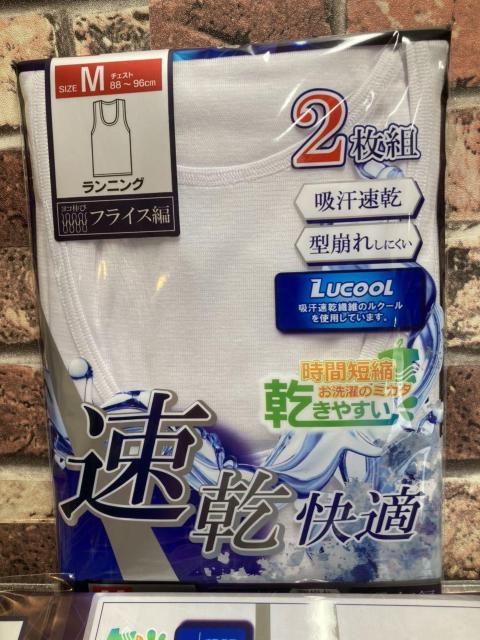 SIZE M チェスト
88～96cm
ランニング
ヨコ伸び
フライス編
2枚組
吸汗速乾
型崩れしにくい
LUCOOL
吸汗速乾繊維のルクール
を使用しています。
時間短縮
お洗濯のミカタ
乾きやすい
速乾快適